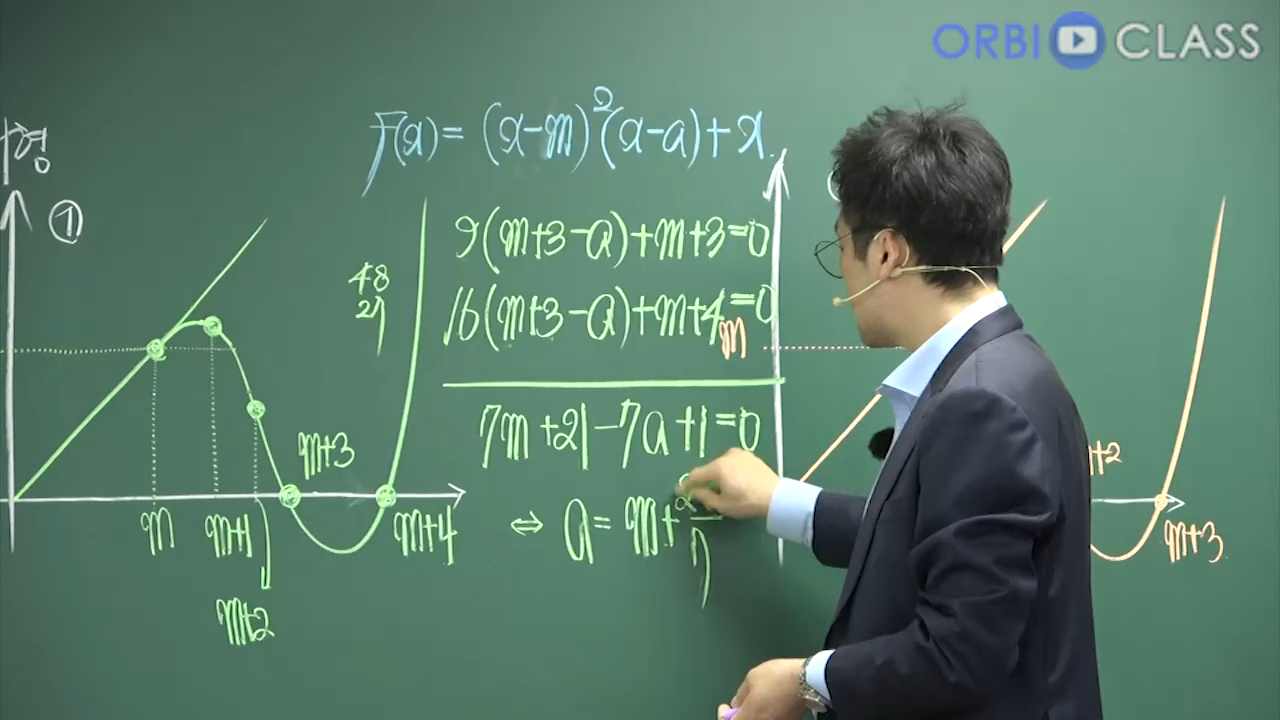 ORBI CLASS
f(x) = (x-m)²(x-a)+x
①
9(m+3-a)+m+3=0
48
27
16(m+3-a)+m+4=0
m
7m+21-7a+1=0
m+3
m+2
m
m+1
m+4
⇔ a = m+
7
m+3
m+2